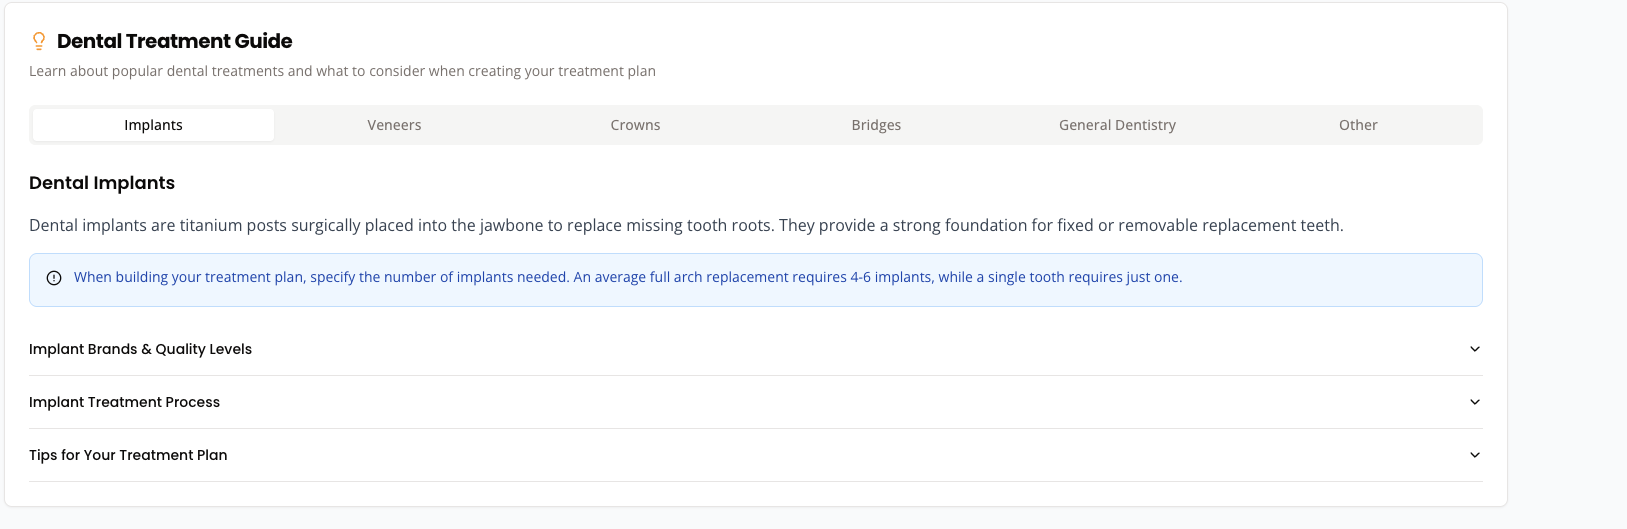 Dental Treatment Guide
Learn about popular dental treatments and what to consider when creating your treatment plan
Implants Veneers Crowns Bridges General Dentistry Other
Dental Implants
Dental implants are titanium posts surgically placed into the jawbone to replace missing tooth roots. They provide a strong foundation for fixed or removable replacement teeth.
When building your treatment plan, specify the number of implants needed. An average full arch replacement requires 4-6 implants, while a single tooth requires just one.
Implant Brands & Quality Levels
Implant Treatment Process
Tips for Your Treatment Plan